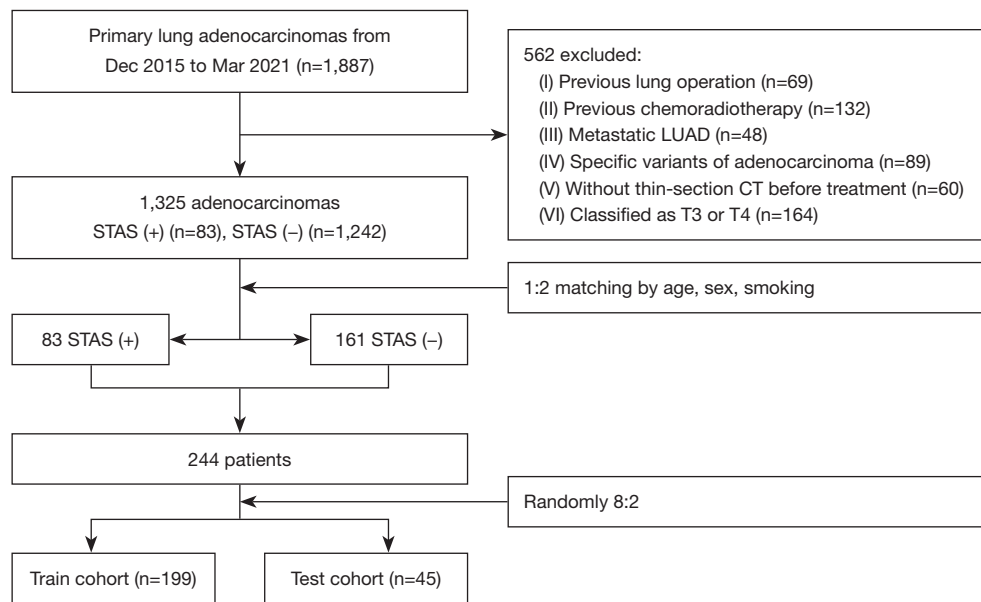 Primary lung adenocarcinomas from
Dec 2015 to Mar 2021 (n=1,887)
562 excluded:
(I) Previous lung operation (n=69)
(II) Previous chemoradiotherapy (n=132)
(III) Metastatic LUAD (n=48)
(IV) Specific variants of adenocarcinoma (n=89)
(V) Without thin-section CT before treatment (n=60)
(VI) Classified as T3 or T4 (n=164)
1,325 adenocarcinomas
STAS (+) (n=83), STAS (–) (n=1,242)
1:2 matching by age, sex, smoking
83 STAS (+)
161 STAS (–)
244 patients
Randomly 8:2
Train cohort (n=199)
Test cohort (n=45)